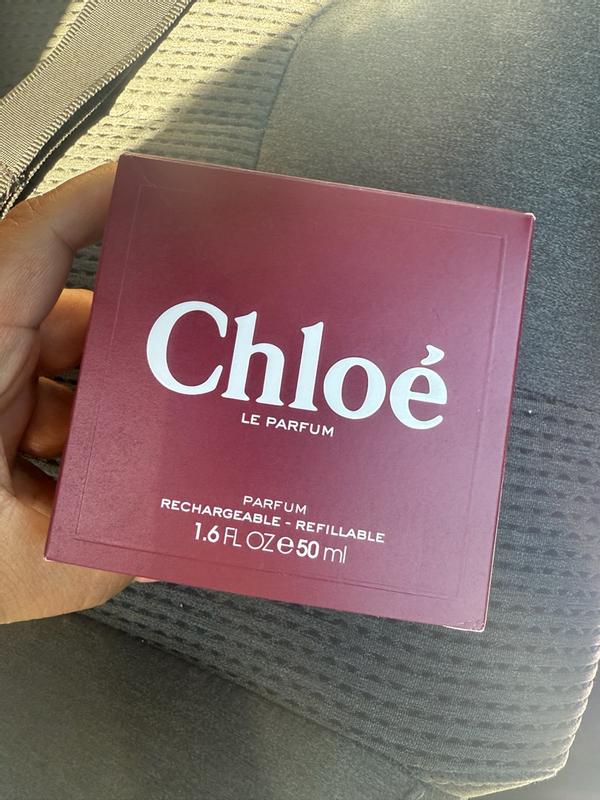 Chloé
LE PARFUM
PARFUM
RECHARGEABLE - REFILLABLE
1.6 FL OZ ℮ 50 ml